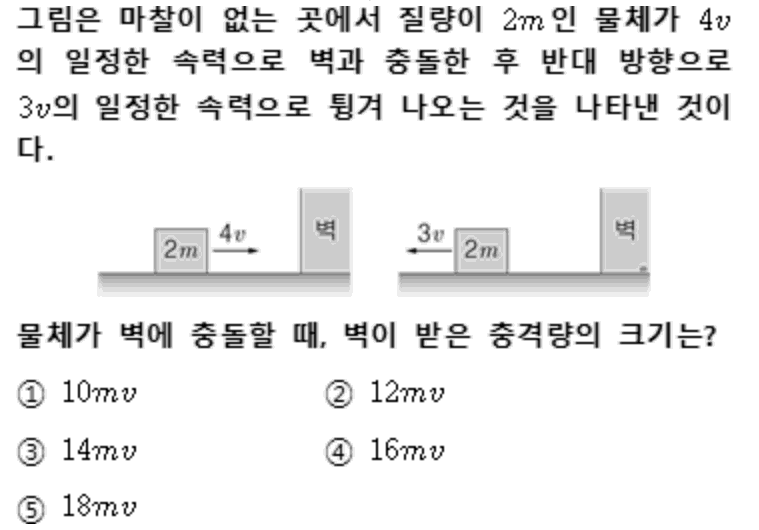 그림은 마찰이 없는 곳에서 질량이 2m인 물체가 4v
의 일정한 속력으로 벽과 충돌한 후 반대 방향으로
3v의 일정한 속력으로 튕겨 나오는 것을 나타낸 것이
다.
2m 4v 벽 3v 2m 벽
물체가 벽에 충돌할 때, 벽이 받은 충격량의 크기는?
① 10mv ② 12mv
③ 14mv ④ 16mv
⑤ 18mv